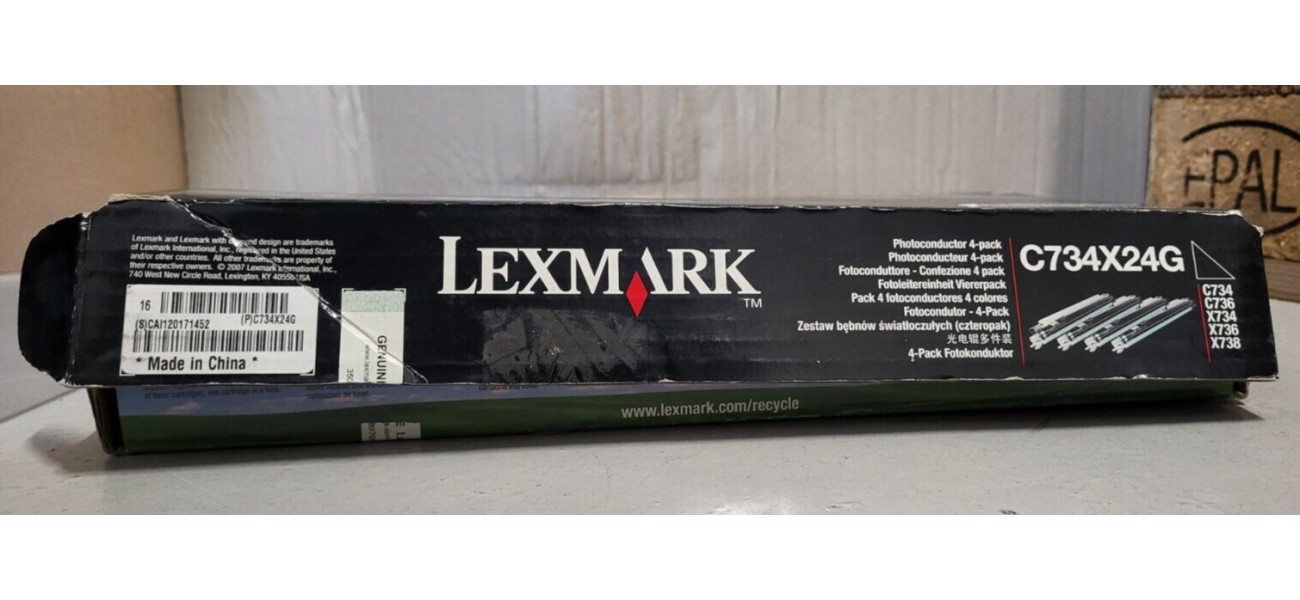 Lexmark and Lexmark with diamond design are trademarks
of Lexmark International, Inc., registered in the United States
and/or other countries. All other trademarks are property of
their respective owners. © 2007 Lexmark International, Inc.,
740 West New Circle Road, Lexington, KY 40550 USA
16
(S)CAI120171452 (P)C734X24G
* Made in China *
GENUIN
LEXMARK
TM
Photoconductor 4-pack
Photoconducteur 4-pack
Fotoconduttore - Confezione 4 pack
Fotoleitereinheit Viererpack
Pack 4 fotoconductores 4 colores
Fotocondutor - 4-Pack
Zestaw bębnów światłoczułych (czteropak)
光电辊多件装
4-Pack Fotokonduktor
C734X24G
C734
C736
X734
X736
X738
www.lexmark.com/recycle
EPAL